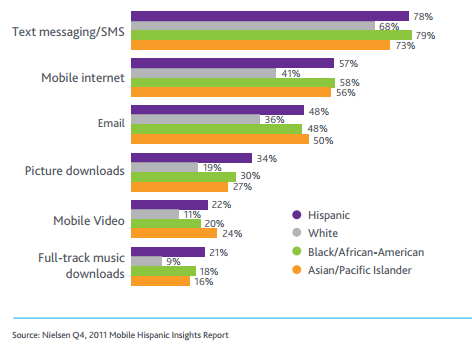 Text messaging/SMS
78%
68%
79%
73%
Mobile internet
57%
41%
58%
56%
Email
48%
36%
48%
50%
Picture downloads
34%
19%
30%
27%
Mobile Video
22%
11%
20%
24%
Full-track music
downloads
21%
9%
18%
16%
Hispanic
White
Black/African-American
Asian/Pacific Islander
Source: Nielsen Q4, 2011 Mobile Hispanic Insights Report